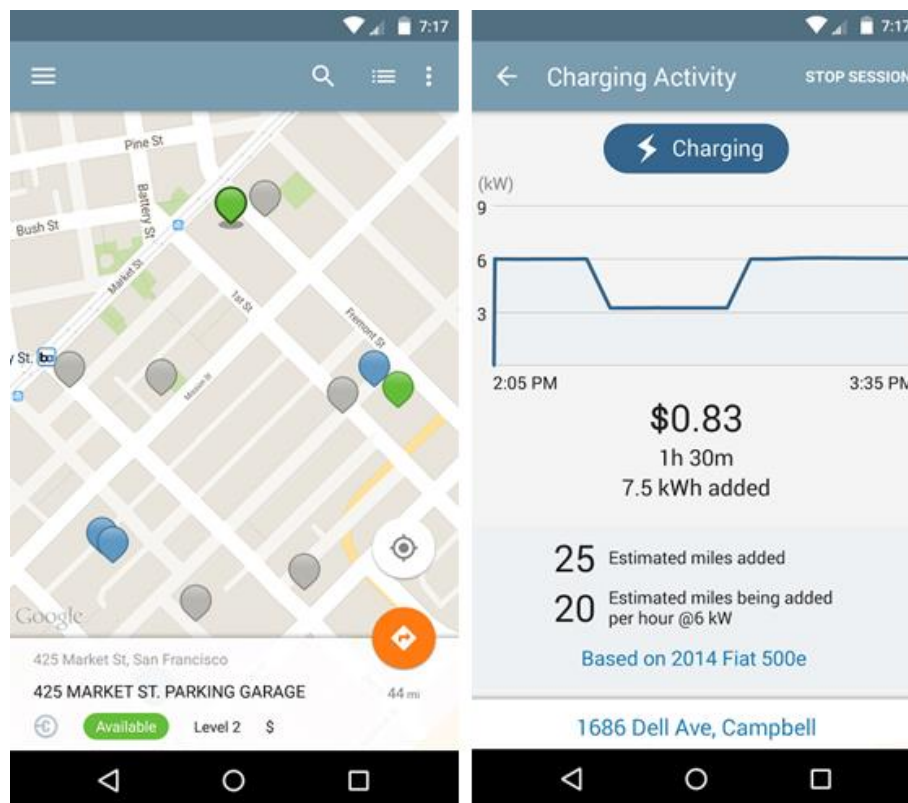 7:17
Pine St
Battery St
Bush St
Market St
1st St
Fremont St
y St.
Mission St
Google
425 Market St, San Francisco
425 MARKET ST. PARKING GARAGE
44 mi
Available
Level 2
$
7:17
Charging Activity
STOP SESSION
Charging
(kW)
9
6
3
2:05 PM
3:35 PM
$0.83
1h 30m
7.5 kWh added
25 Estimated miles added
20 Estimated miles being added
per hour @6 kW
Based on 2014 Fiat 500e
1686 Dell Ave, Campbell